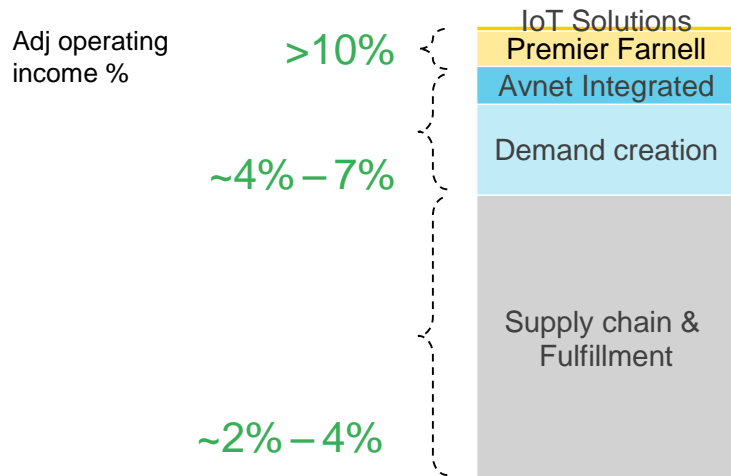 Adj operating
income %
>10%
~4% – 7%
~2% – 4%
IoT Solutions
Premier Farnell
Avnet Integrated
Demand creation
Supply chain &
Fulfillment